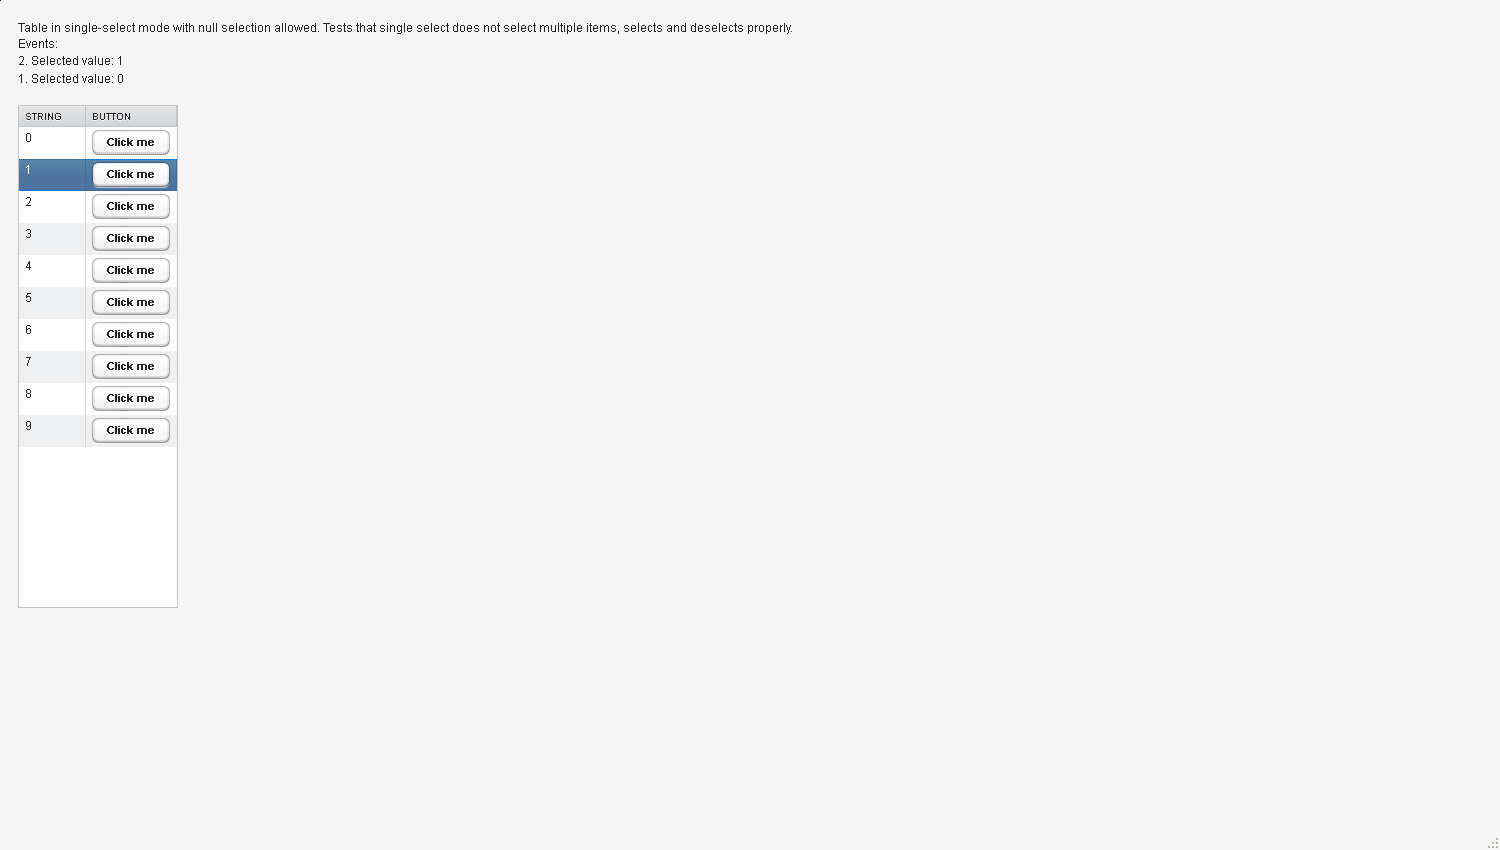 Table in single-select mode with null selection allowed. Tests that single select does not select multiple items, selects and deselects properly.
Events:
2. Selected value: 1
1. Selected value: 0
STRING BUTTON
0 Click me
1 Click me
2 Click me
3 Click me
4 Click me
5 Click me
6 Click me
7 Click me
8 Click me
9 Click me